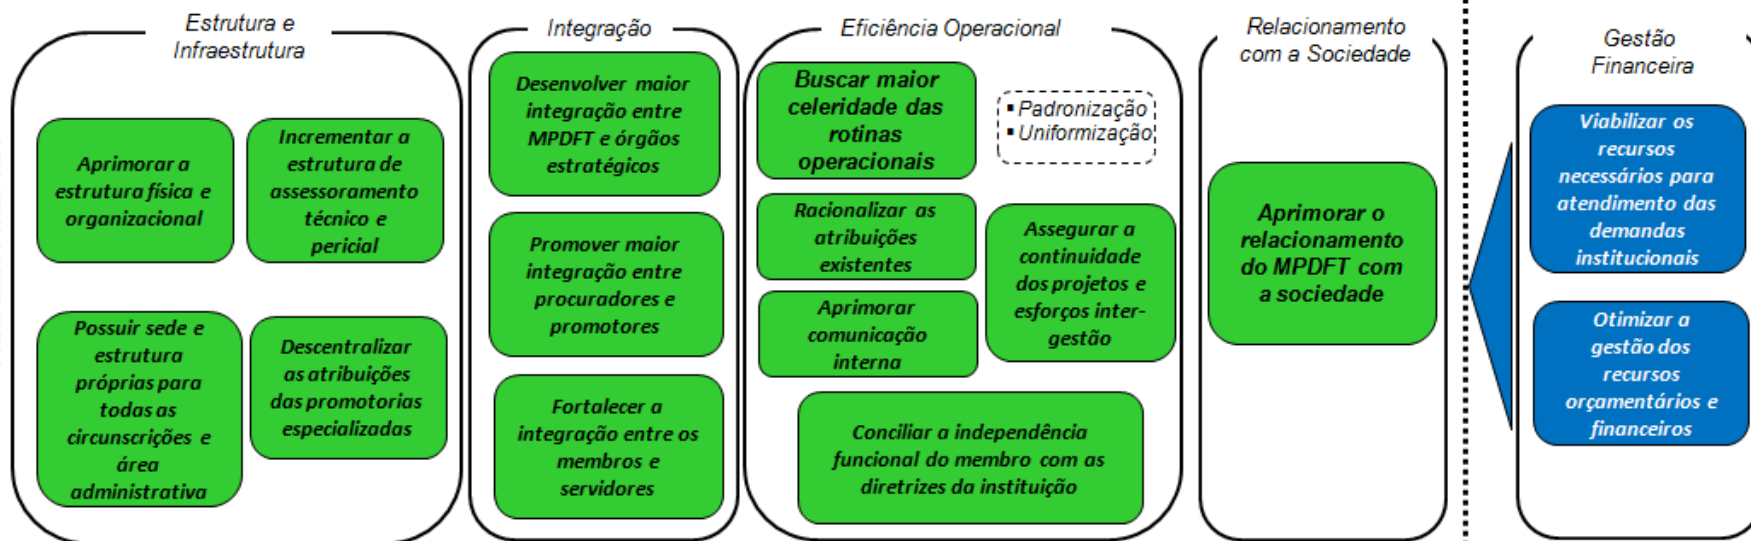 Estrutura e
Infraestrutura
Aprimorar a
estrutura física e
organizacional
Incrementar a
estrutura de
assessoramento
técnico e
pericial
Possuir sede e
estrutura
próprias para
todas as
circunscrições e
área
administrativa
Descentralizar
as atribuições
das promotorias
especializadas
Integração
Desenvolver maior
integração entre
MPDFT e órgãos
estratégicos
Promover maior
integração entre
procuradores e
promotores
Fortalecer a
integração entre os
membros e
servidores
Eficiência Operacional
Buscar maior
celeridade das
rotinas
operacionais
▪ Padronização
▪ Uniformização
Racionalizar as
atribuições
existentes
Aprimorar
comunicação
interna
Assegurar a
continuidade
dos projetos e
esforços inter-
gestão
Conciliar a independência
funcional do membro com as
diretrizes da instituição
Relacionamento
com a Sociedade
Aprimorar o
relacionamento
do MPDFT com
a sociedade
Gestão
Financeira
Viabilizar os
recursos
necessários para
atendimento das
demandas
institucionais
Otimizar a
gestão dos
recursos
orçamentários e
financeiros